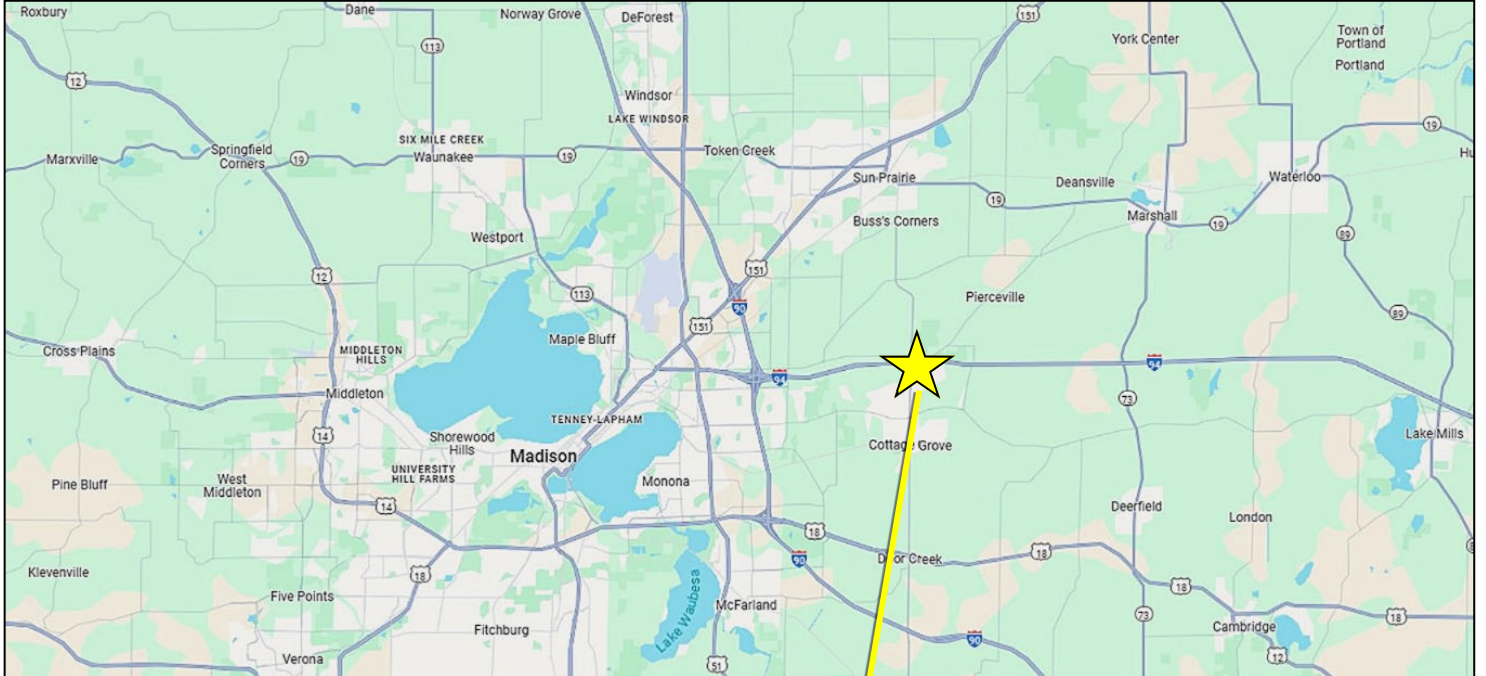 Roxbury
Dane
Norway Grove
DeForest
151
York Center
Town of
Portland
Portland
113
12
Windsor
LAKE WINDSOR
SIX MILE CREEK
Waunakee
19
Token Creek
19
Marxville
Springfield
Corners
19
Hu
Sun Prairie
Deansville
Waterloo
19
Marshall
19
Buss's Corners
89
Westport
12
151
113
90
Pierceville
151
89
Maple Bluff
Cross Plains
MIDDLETON
HILLS
94
94
Middleton
73
TENNEY-LAPHAM
14
Shorewood
Hills
Madison
Cottage Grove
Lake Mills
UNIVERSITY
HILL FARMS
West
Middleton
Pine Bluff
Monona
14
Deerfield
London
18
90
Door Creek
18
Klevenville
18
18
Five Points
Lake Waubesa
McFarland
73
18
Fitchburg
Cambridge
90
12
Verona
51